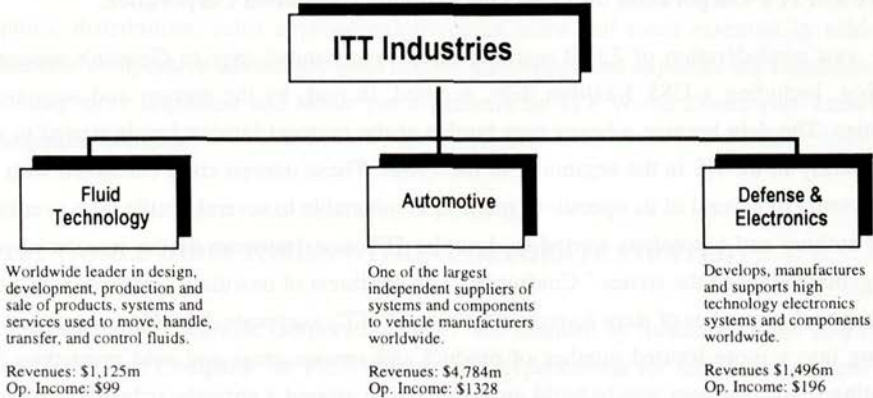 ITT Industries
Fluid
Technology
Automotive
Defense &
Electronics
Worldwide leader in design,
development, production and
sale of products, systems and
services used to move, handle,
transfer, and control fluids.
Revenues: $1,125m
Op. Income: $99
One of the largest
independent suppliers of
systems and components
to vehicle manufacturers
worldwide.
Revenues: $4,784m
Op. Income: $1328
Develops, manufactures
and supports high
technology electronics
systems and components
worldwide.
Revenues $1,496m
Op. Income: $196